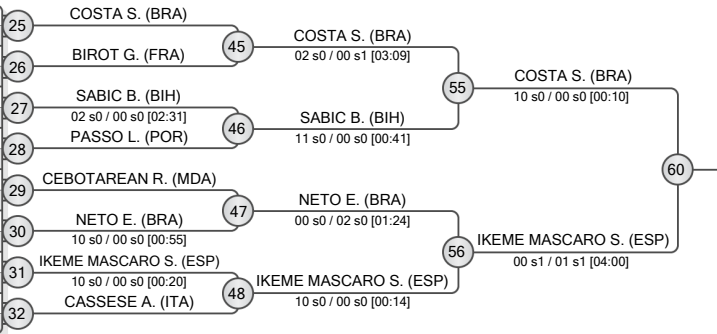 25
COSTA S. (BRA)
26
BIROT G. (FRA)
45
COSTA S. (BRA)
02 s0 / 00 s1 [03:09]
27
SABIC B. (BIH)
02 s0 / 00 s0 [02:31]
28
PASSO L. (POR)
46
SABIC B. (BIH)
11 s0 / 00 s0 [00:41]
55
COSTA S. (BRA)
10 s0 / 00 s0 [00:10]
29
CEBOTAREAN R. (MDA)
30
NETO E. (BRA)
10 s0 / 00 s0 [00:55]
47
NETO E. (BRA)
00 s0 / 02 s0 [01:24]
31
IKEME MASCARO S. (ESP)
10 s0 / 00 s0 [00:20]
32
CASSESE A. (ITA)
48
IKEME MASCARO S. (ESP)
10 s0 / 00 s0 [00:14]
56
IKEME MASCARO S. (ESP)
00 s1 / 01 s1 [04:00]
60